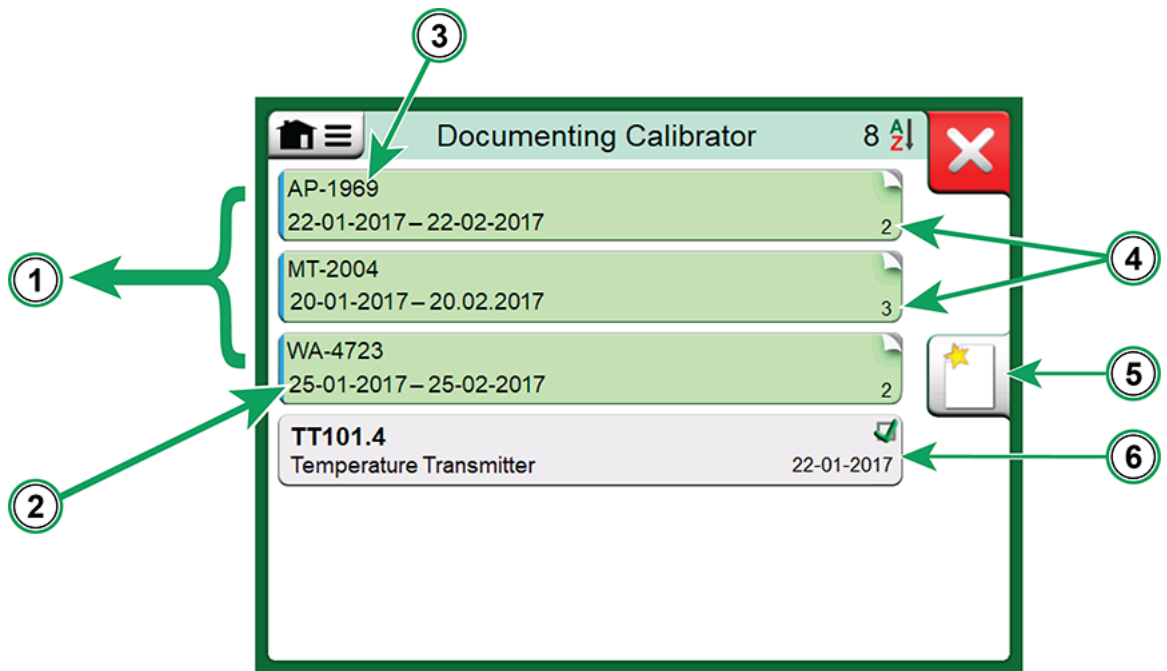 3
Documenting Calibrator 8 AZ
AP-1969
22-01-2017 – 22-02-2017 2
4
1
MT-2004
20-01-2017 – 20.02.2017 3
WA-4723
25-01-2017 – 25-02-2017 2
5
TT101.4
Temperature Transmitter 22-01-2017
6
2